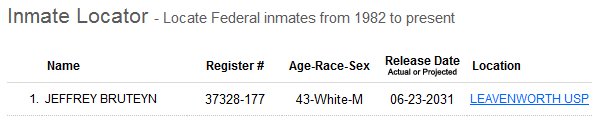 Inmate Locator - Locate Federal inmates from 1982 to present
Name Register # Age-Race-Sex Release Date Actual or Projected Location
1. JEFFREY BRUTEYN 37328-177 43-White-M 06-23-2031 LEAVENWORTH USP